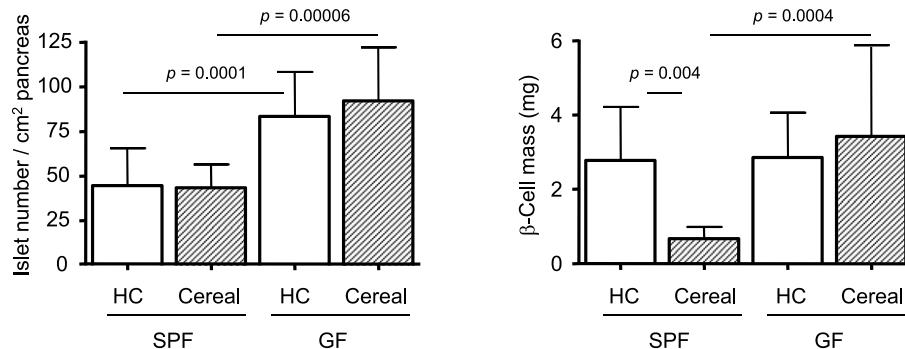 p = 0.00006
p = 0.0001
Islet number / cm² pancreas
125
100
75
50
25
0
HC Cereal HC Cereal
SPF GF
p = 0.0004
p = 0.004
β-Cell mass (mg)
6
4
2
0
HC Cereal HC Cereal
SPF GF